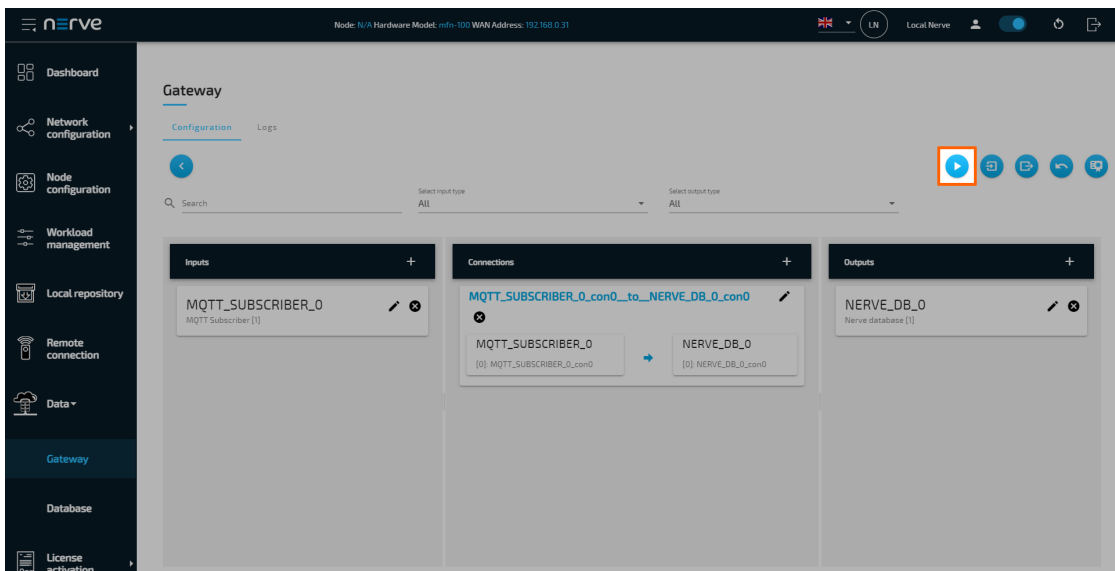 nerve
Node: N/A Hardware Model: mfn-100 WAN Address: 192.168.0.31
LN
Local Nerve
Dashboard
Network
configuration
Node
configuration
Workload
management
Local repository
Remote
connection
Data
Gateway
Database
License
activation
Gateway
Configuration
Logs
Search
Select input type
All
Select output type
All
Inputs
+
MQTT_SUBSCRIBER_0
MQTT Subscriber [1]
Connections
+
MQTT_SUBSCRIBER_0_con0__to__NERVE_DB_0_con0
MQTT_SUBSCRIBER_0
[0]: MQTT_SUBSCRIBER_0_con0
NERVE_DB_0
[0]: NERVE_DB_0_con0
Outputs
+
NERVE_DB_0
Nerve database [1]